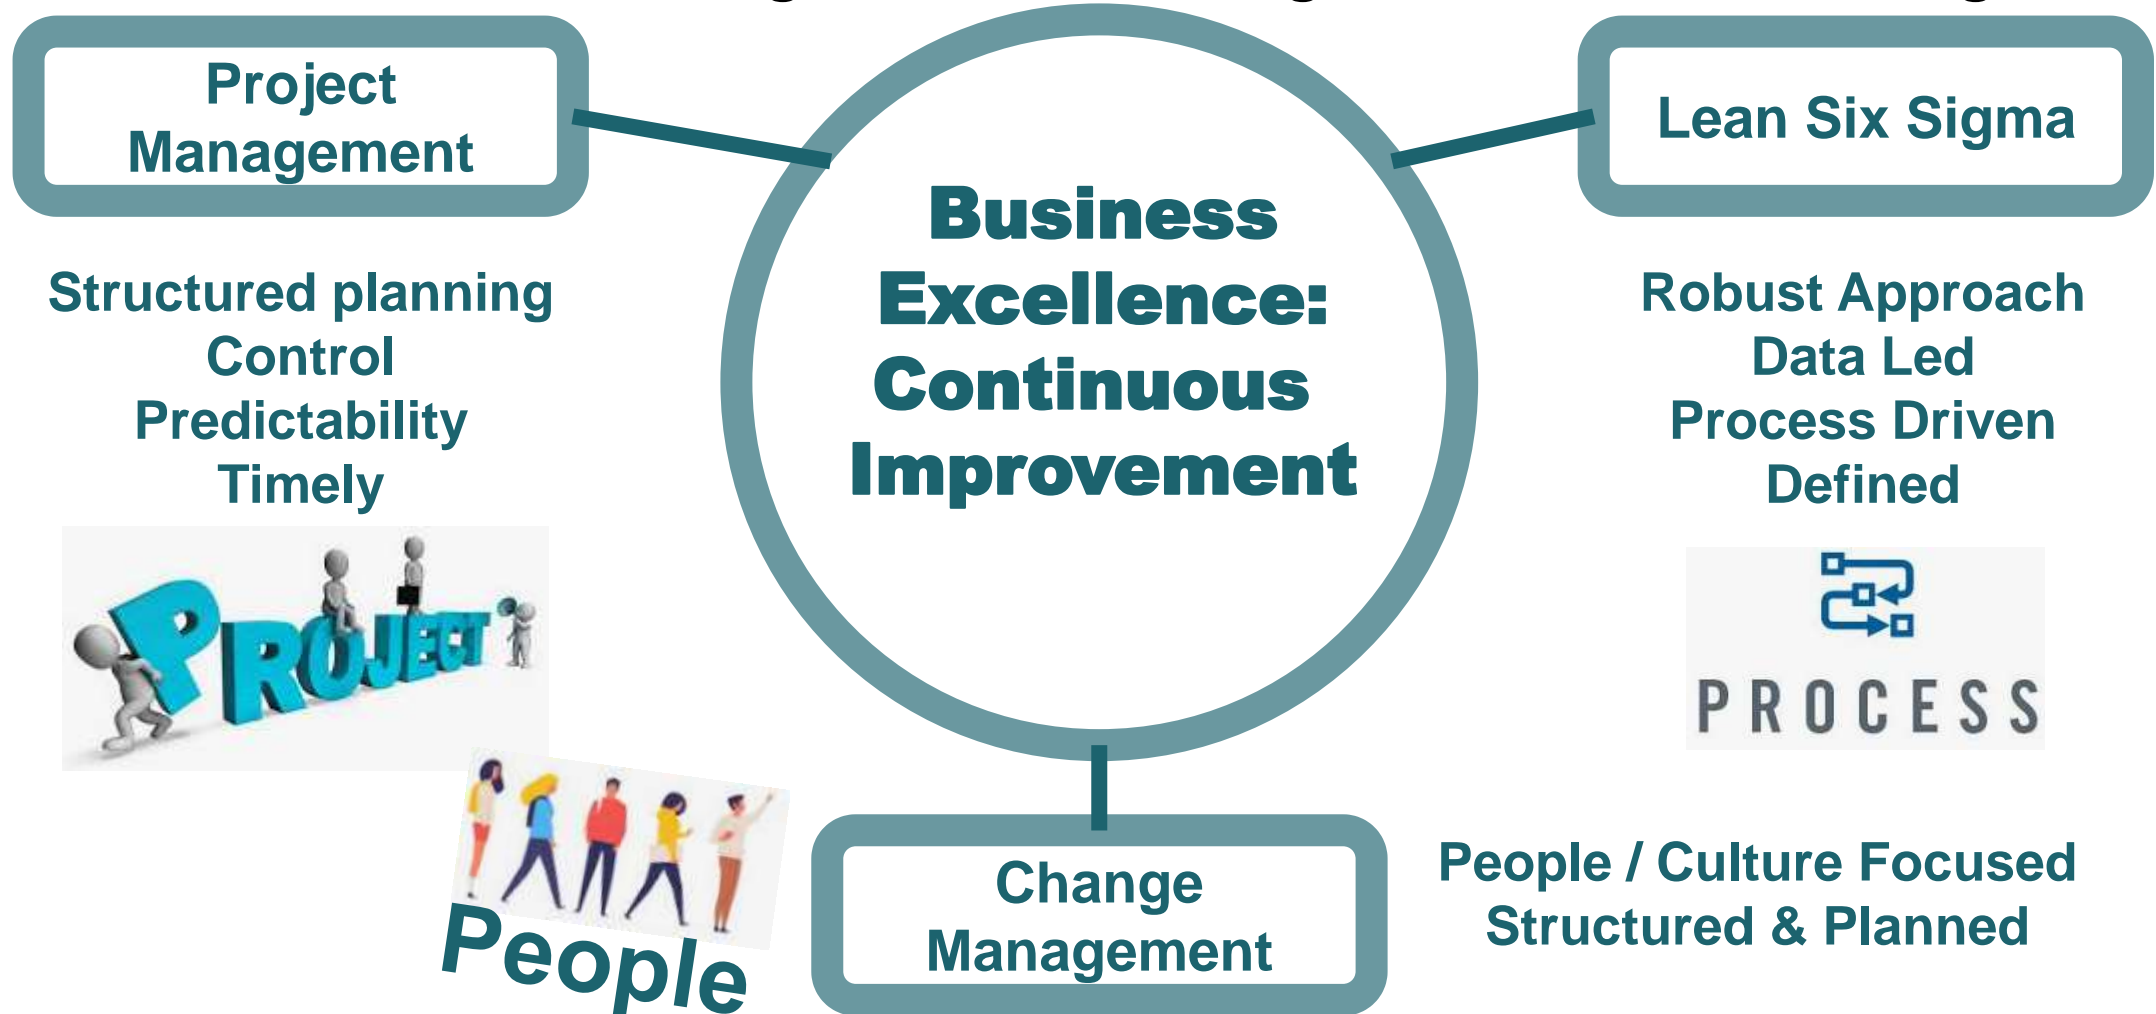 Project
Management
Structured planning
Control
Predictability
Timely
PROJECT
Business
Excellence:
Continuous
Improvement
Lean Six Sigma
Robust Approach
Data Led
Process Driven
Defined
PROCESS
People
Change
Management
People / Culture Focused
Structured & Planned